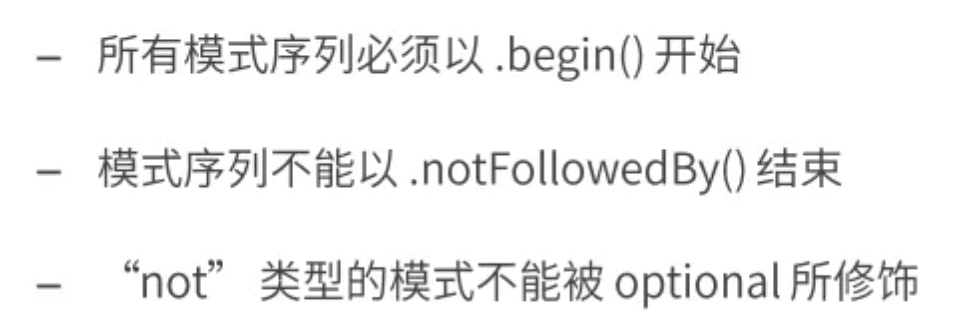 – 所有模式序列必须以 .begin() 开始
– 模式序列不能以 .notFollowedBy() 结束
– “not” 类型的模式不能被 optional 所修饰